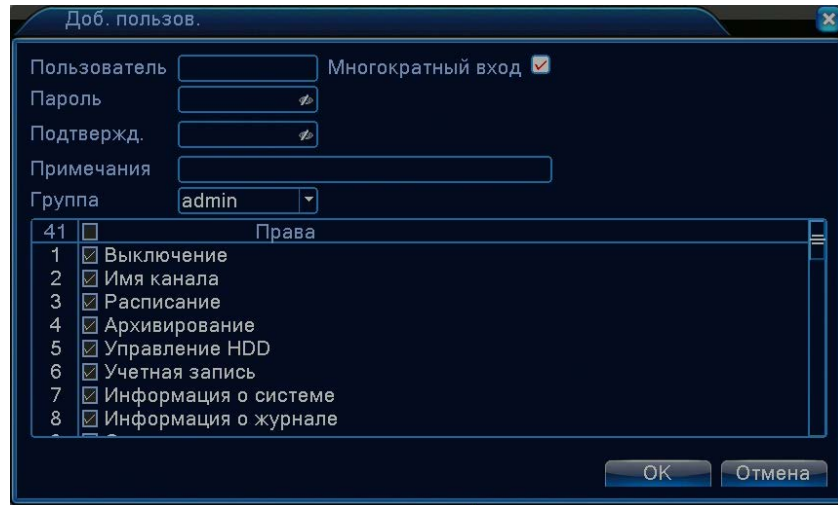 Доб. пользов.
Пользователь Многократный вход
Пароль
Подтвержд.
Примечания
Группа admin
41 Права
1 Выключение
2 Имя канала
3 Расписание
4 Архивирование
5 Управление HDD
6 Учетная запись
7 Информация о системе
8 Информация о журнале
OK Отмена